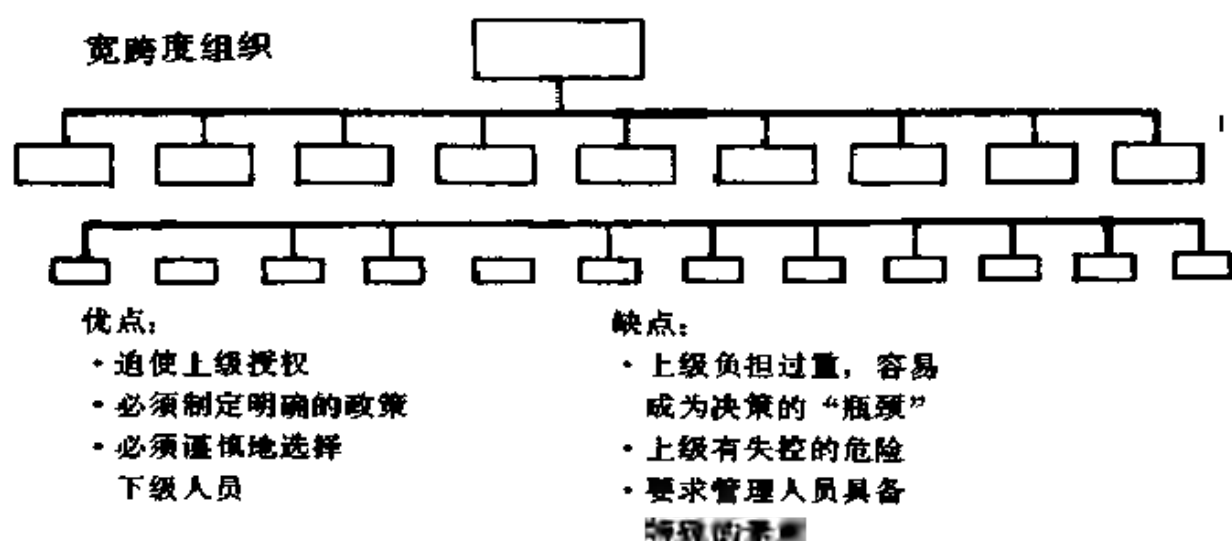 宽跨度组织
优点:
·迫使上级授权
·必须制定明确的政策
·必须谨慎地选择
下级人员
缺点:
·上级负担过重，容易
成为决策的“瓶颈”
·上级有失控的危险
·要求管理人员具备